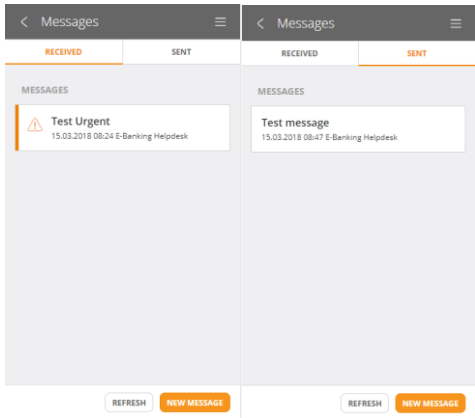 Messages
RECEIVED SENT
MESSAGES
Test Urgent
15.03.2018 08:24 E-Banking Helpdesk
REFRESH NEW MESSAGE
Messages
RECEIVED SENT
MESSAGES
Test message
15.03.2018 08:47 E-Banking Helpdesk
REFRESH NEW MESSAGE